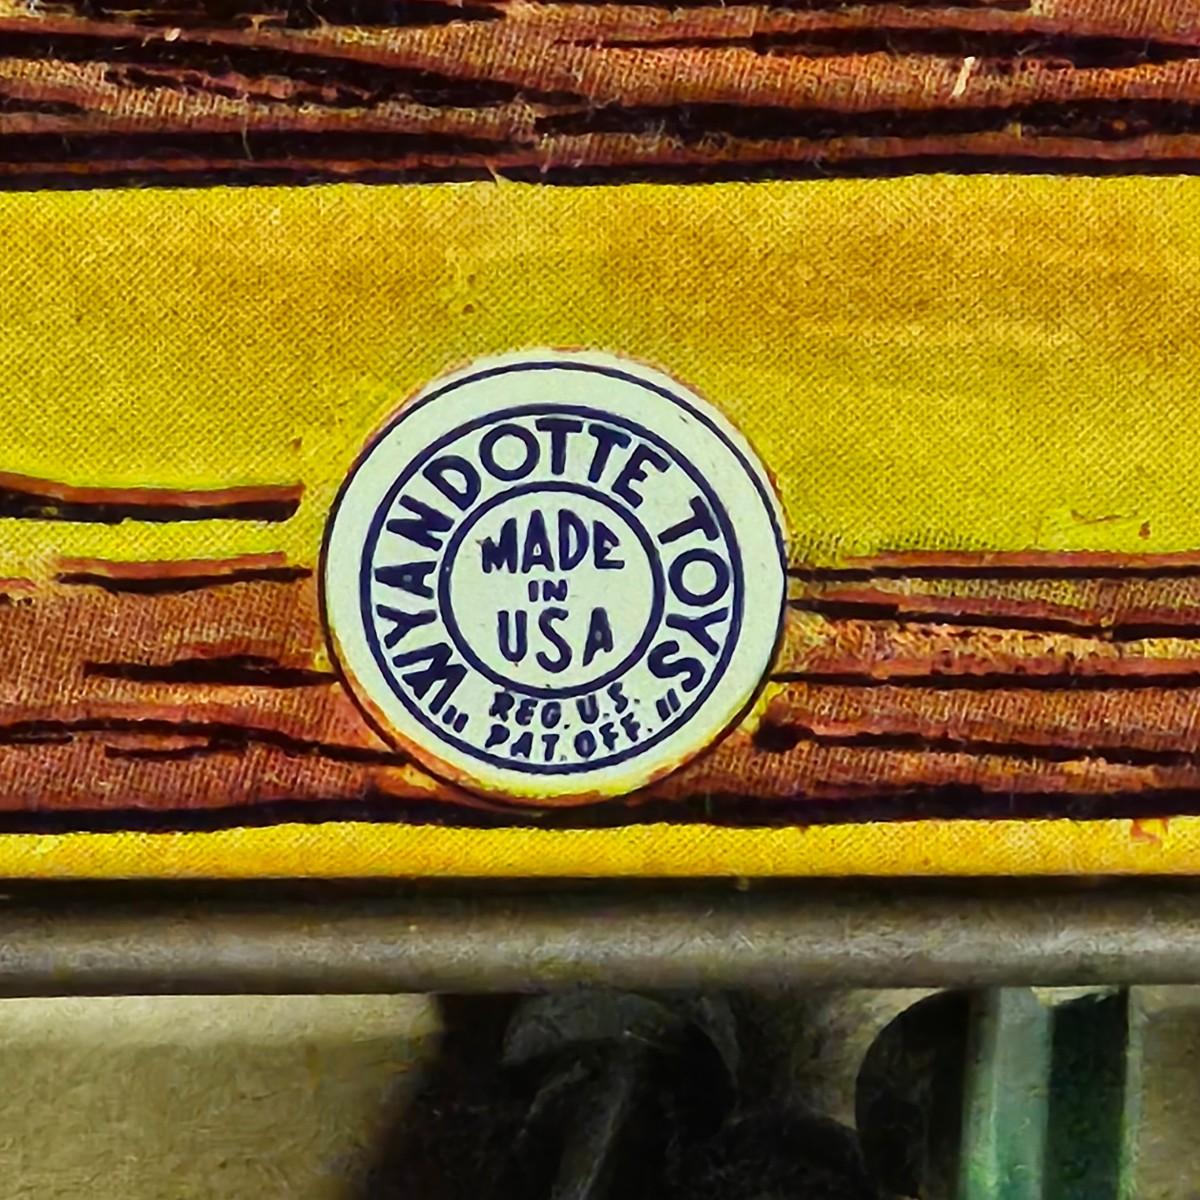 "WYANDOTTE TOYS"
MADE
IN
USA
REG. U.S.
PAT. OFF.